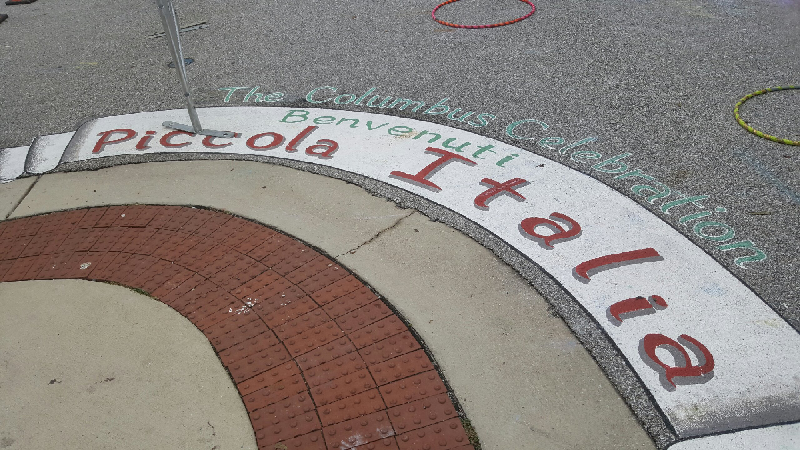 The Columbus Celebration
Benvenuti
Piccola Italia